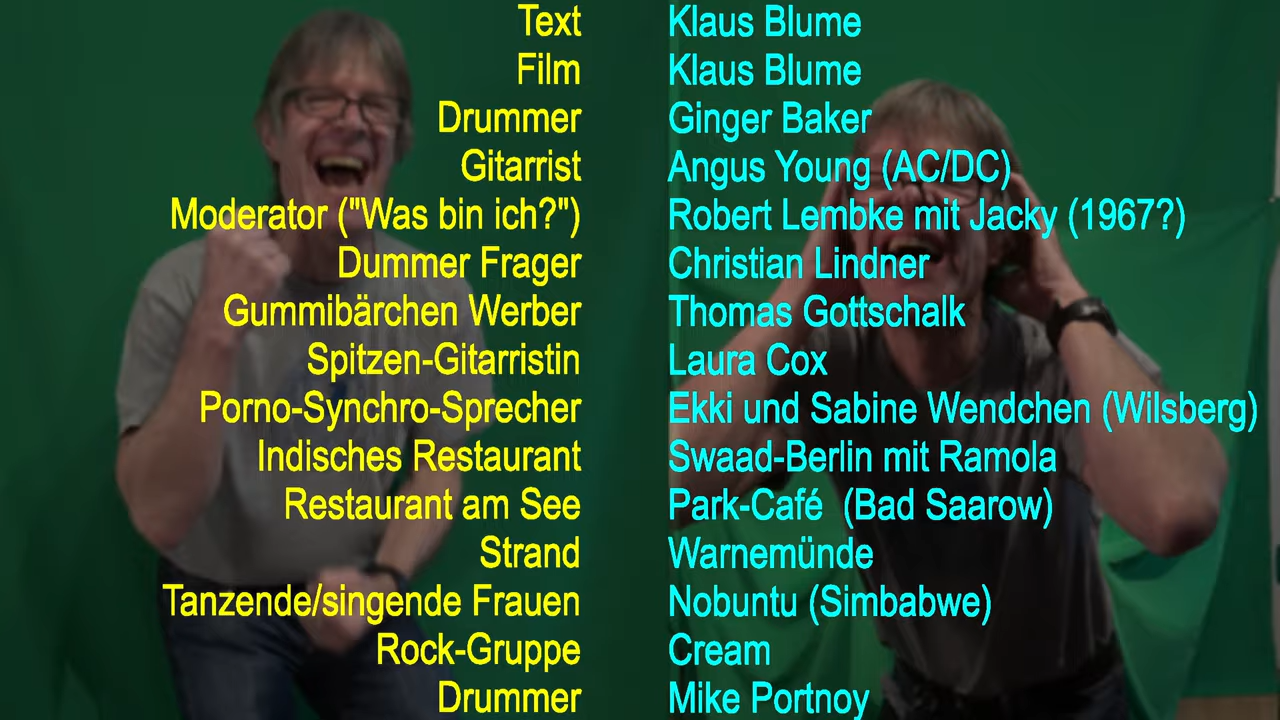 Text Klaus Blume
Film Klaus Blume
Drummer Ginger Baker
Gitarrist Angus Young (AC/DC)
Moderator ("Was bin ich?") Robert Lembke mit Jacky (1967?)
Dummer Frager Christian Lindner
Gummibärchen Werber Thomas Gottschalk
Spitzen-Gitarristin Laura Cox
Porno-Synchro-Sprecher Ekki und Sabine Wendchen (Wilsberg)
Indisches Restaurant Swaad-Berlin mit Ramola
Restaurant am See Park-Café (Bad Saarow)
Strand Warnemünde
Tanzende/singende Frauen Nobuntu (Simbabwe)
Rock-Gruppe Cream
Drummer Mike Portnoy